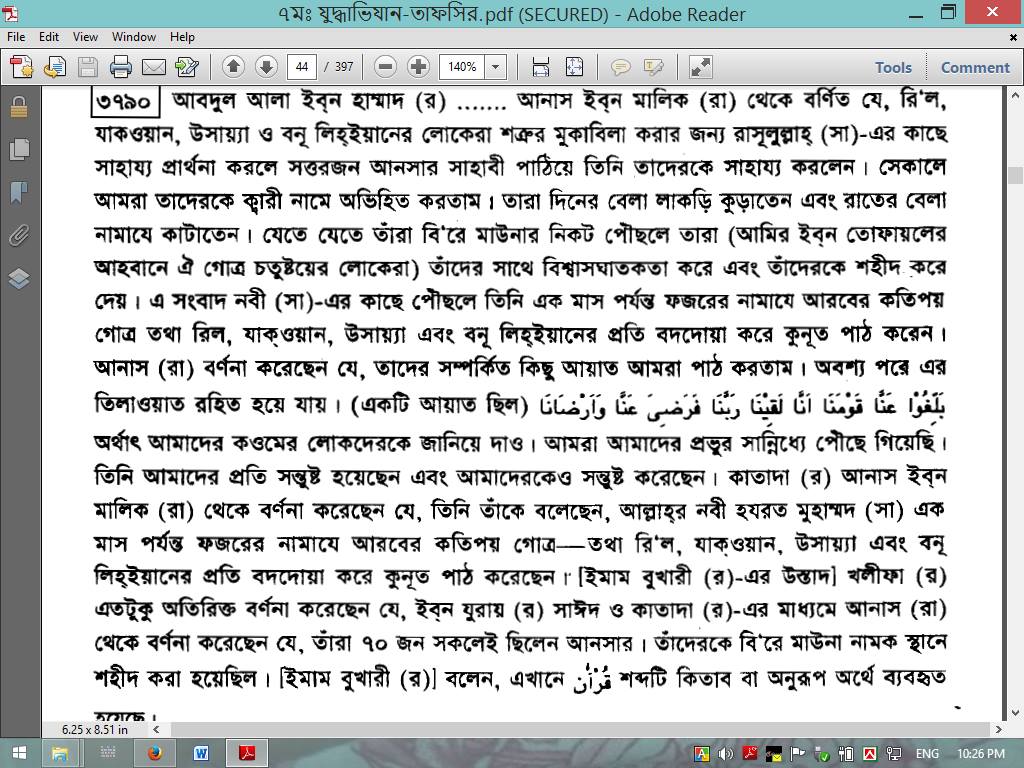 ৭মঃ যুদ্ধাভিযান-তাফসির.pdf (SECURED) - Adobe Reader
File Edit View Window Help
44 / 397 140% Tools Comment
৩৭৯০ আবদুল আলা ইব্‌ন হাম্মাদ (র) ....... আনাস ইব্‌ন মালিক (রা) থেকে বর্ণিত যে, রি'ল,
যাকওয়ান, উসায়্যা ও বনূ লিহ্ইয়ানের লোকেরা শত্রুর মুকাবিলা করার জন্য রাসূলুল্লাহ্ (সা)-এর কাছে
সাহায্য প্রার্থনা করলে সত্তরজন আনসার সাহাবী পাঠিয়ে তিনি তাদেরকে সাহায্য করলেন। সেকালে
আমরা তাদেরকে ক্বারী নামে অভিহিত করতাম। তারা দিনের বেলা লাকড়ি কুড়াতেন এবং রাতের বেলা
নামাযে কাটাতেন। যেতে যেতে তাঁরা বি'রে মাউনার নিকট পৌঁছলে তারা (আমির ইব্‌ন তোফায়লের
আহবানে ঐ গোত্র চতুষ্টয়ের লোকেরা) তাঁদের সাথে বিশ্বাসঘাতকতা করে এবং তাঁদেরকে শহীদ করে
দেয়। এ সংবাদ নবী (সা)-এর কাছে পৌঁছলে তিনি এক মাস পর্যন্ত ফজরের নামাযে আরবের কতিপয়
গোত্র তথা রিল, যাক্‌ওয়ান, উসায়্যা এবং বনূ লিহ্ইয়ানের প্রতি বদদোয়া করে কুনূত পাঠ করেন।
আনাস (রা) বর্ণনা করেছেন যে, তাদের সম্পর্কিত কিছু আয়াত আমরা পাঠ করতাম। অবশ্য পরে এর
তিলাওয়াত রহিত হয়ে যায়। (একটি আয়াত ছিল) بَلِّغُوْا عَنَّا قَوْمَنَا اَنَّا لَقِيْنَا رَبَّنَا فَرَضِىَ عَنَّا وَاَرْضَانَا
অর্থাৎ আমাদের কওমের লোকদেরকে জানিয়ে দাও। আমরা আমাদের প্রভুর সান্নিধ্যে পৌঁছে গিয়েছি।
তিনি আমাদের প্রতি সন্তুষ্ট হয়েছেন এবং আমাদেরকেও সন্তুষ্ট করেছেন। কাতাদা (র) আনাস ইব্‌ন
মালিক (রা) থেকে বর্ণনা করেছেন যে, তিনি তাঁকে বলেছেন, আল্লাহ্‌র নবী হযরত মুহাম্মদ (সা) এক
মাস পর্যন্ত ফজরের নামাযে আরবের কতিপয় গোত্র—তথা রি'ল, যাক্‌ওয়ান, উসায়্যা এবং বনূ
লিহ্ইয়ানের প্রতি বদদোয়া করে কুনূত পাঠ করেছেন। [ইমাম বুখারী (র)-এর উস্তাদ] খলীফা (র)
এতটুকু অতিরিক্ত বর্ণনা করেছেন যে, ইব্‌ন যুরায় (র) সাঈদ ও কাতাদা (র)-এর মাধ্যমে আনাস (রা)
থেকে বর্ণনা করেছেন যে, তাঁরা ৭০ জন সকলেই ছিলেন আনসার। তাঁদেরকে বি'রে মাউনা নামক স্থানে
শহীদ করা হয়েছিল। [ইমাম বুখারী (র)] বলেন, এখানে قُرْاٰن শব্দটি কিতাব বা অনুরূপ অর্থে ব্যবহৃত
হয়েছে।
6.25 x 8.51 in
ENG 10:26 PM